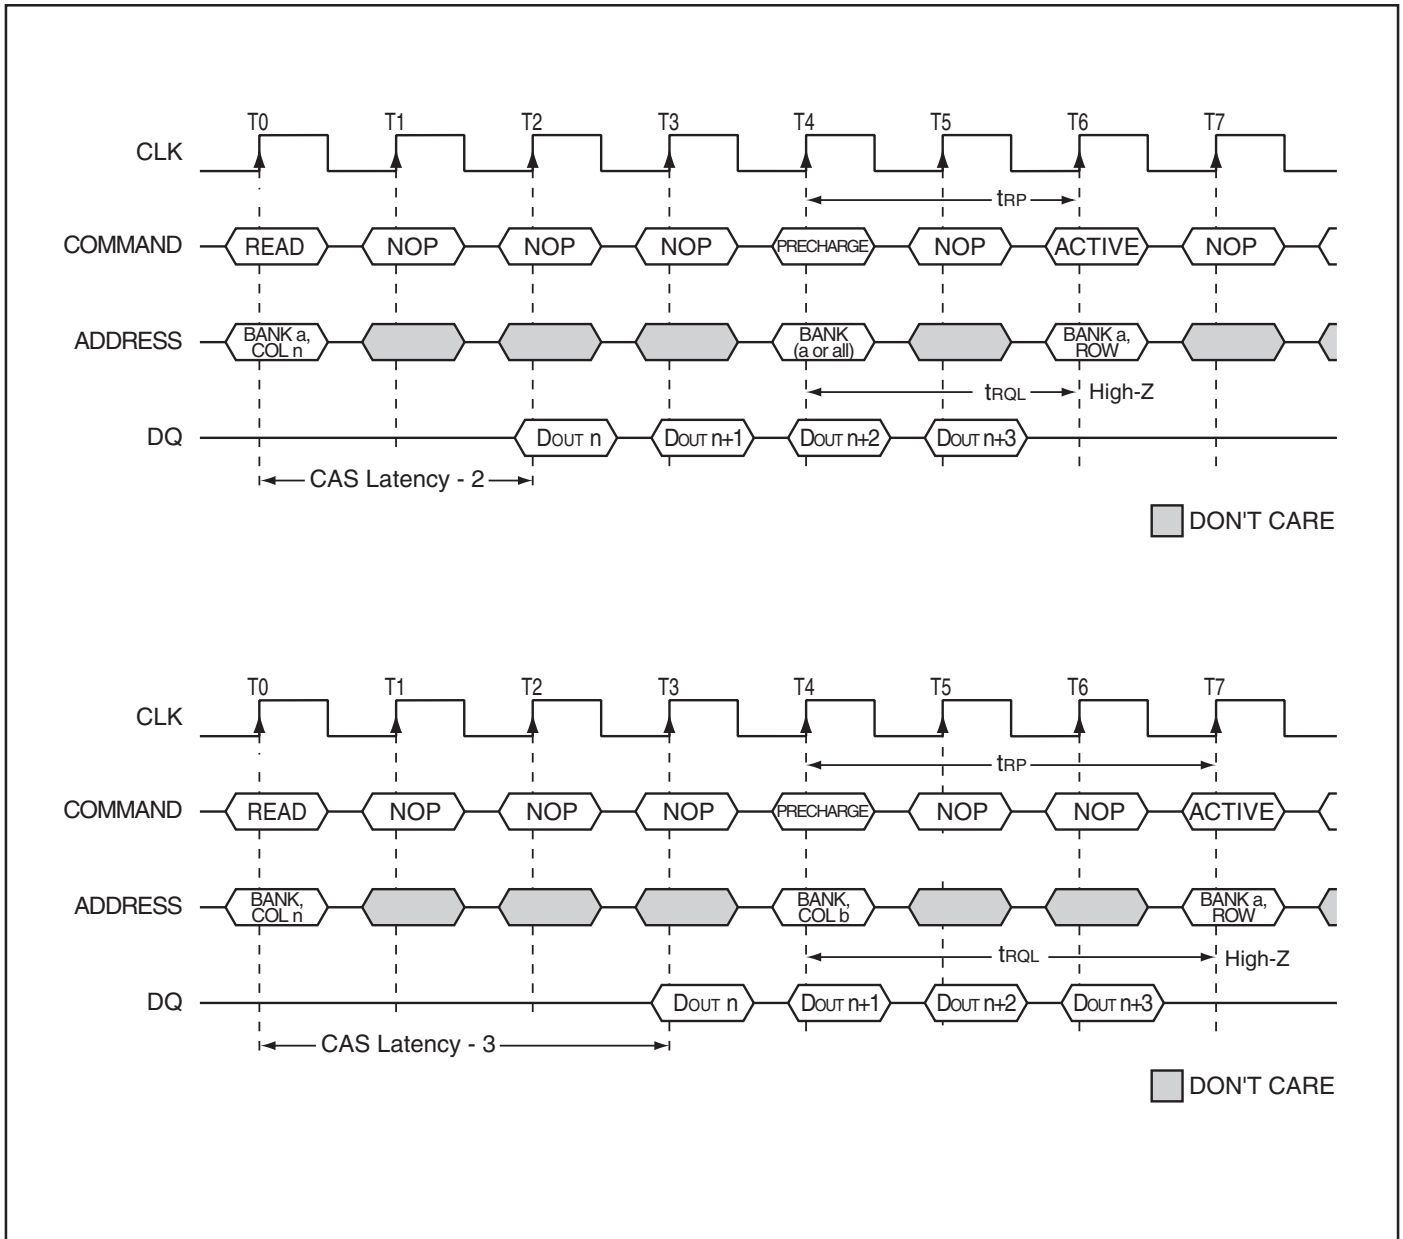 T0 T1 T2 T3 T4 T5 T6 T7
CLK
tRP
COMMAND READ NOP NOP NOP PRECHARGE NOP ACTIVE NOP
ADDRESS BANK a, COL n BANK (a or all) BANK a, ROW
tRQL High-Z
DQ DOUT n DOUT n+1 DOUT n+2 DOUT n+3
CAS Latency - 2
DON'T CARE
T0 T1 T2 T3 T4 T5 T6 T7
CLK
tRP
COMMAND READ NOP NOP NOP PRECHARGE NOP NOP ACTIVE
ADDRESS BANK, COL n BANK, COL b BANK a, ROW
tRQL High-Z
DQ DOUT n DOUT n+1 DOUT n+2 DOUT n+3
CAS Latency - 3
DON'T CARE